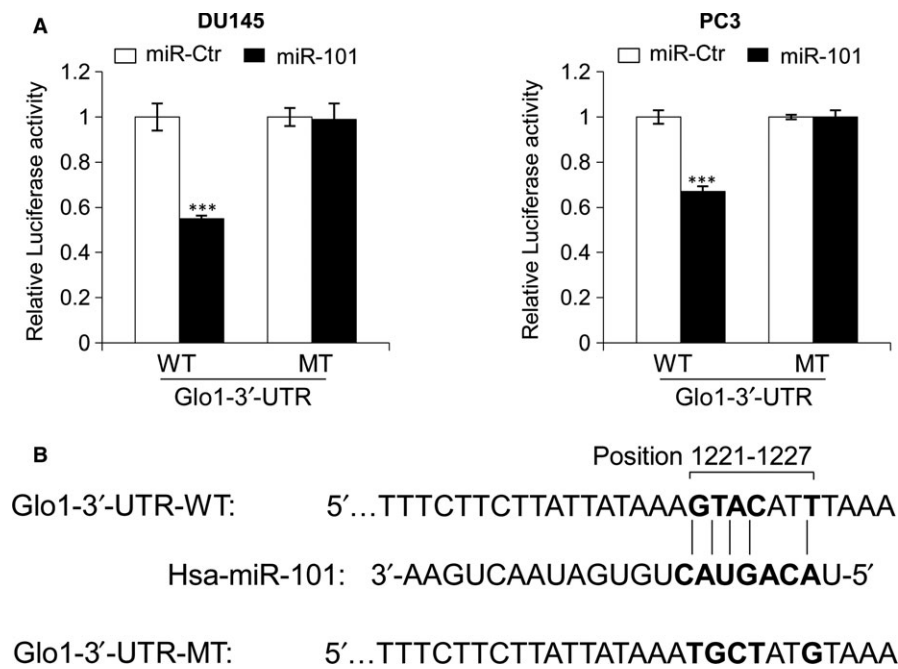 A DU145 PC3
miR-Ctr miR-101 miR-Ctr miR-101
Relative Luciferase activity
1.2
1
0.8
0.6
0.4
0.2
0
***
WT MT
Glo1-3′-UTR
Relative Luciferase activity
1.2
1
0.8
0.6
0.4
0.2
0
***
WT MT
Glo1-3′-UTR
B
Position 1221-1227
Glo1-3′-UTR-WT: 5′...TTTCTTCTTATTATAAAGTACATTTAAA
Hsa-miR-101: 3′-AAGUCAAUAGUGUCAUGACAU-5′
Glo1-3′-UTR-MT: 5′...TTTCTTCTTATTATAAATGCTATGTAAA